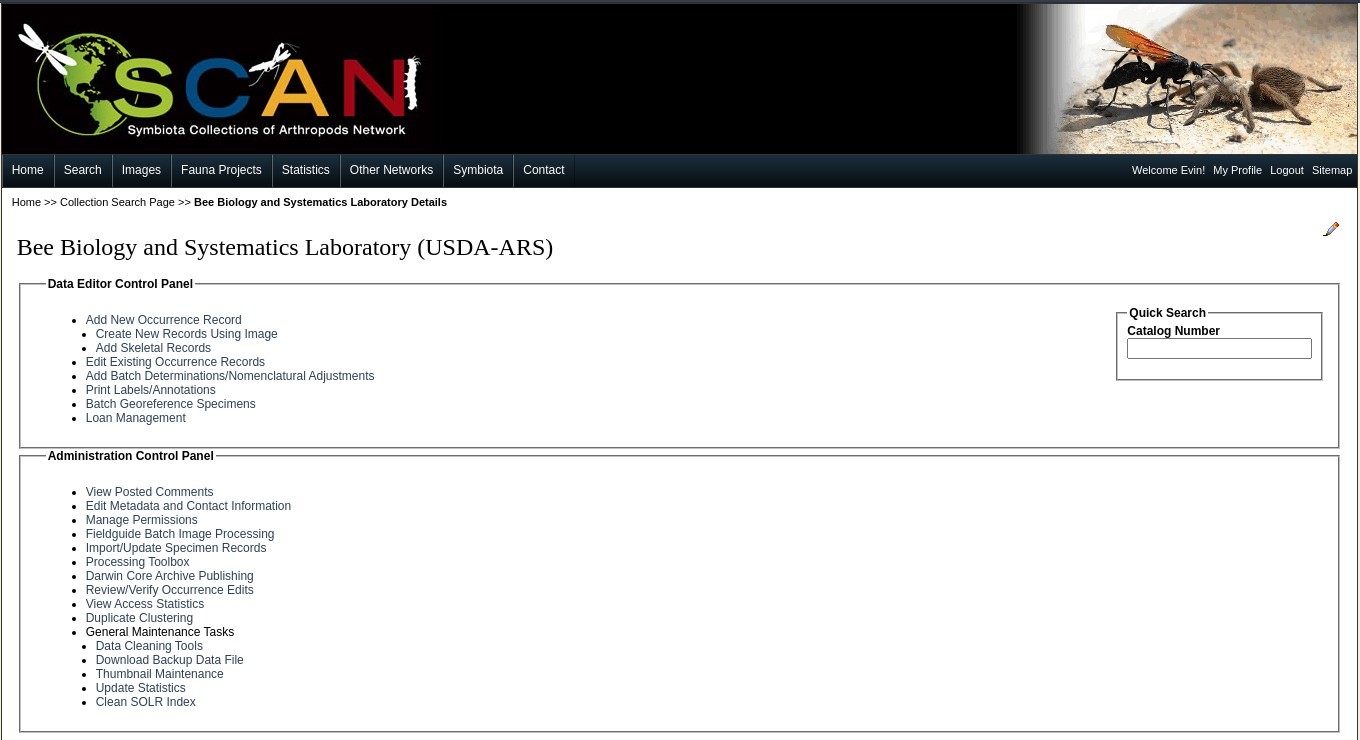 SCAN
Symbiota Collections of Arthropods Network
Home Search Images Fauna Projects Statistics Other Networks Symbiota Contact Welcome Evin! My Profile Logout Sitemap
Home >> Collection Search Page >> Bee Biology and Systematics Laboratory Details
Bee Biology and Systematics Laboratory (USDA-ARS)
Data Editor Control Panel
Add New Occurrence Record
Create New Records Using Image
Add Skeletal Records
Edit Existing Occurrence Records
Add Batch Determinations/Nomenclatural Adjustments
Print Labels/Annotations
Batch Georeference Specimens
Loan Management
Quick Search
Catalog Number
Administration Control Panel
View Posted Comments
Edit Metadata and Contact Information
Manage Permissions
Fieldguide Batch Image Processing
Import/Update Specimen Records
Processing Toolbox
Darwin Core Archive Publishing
Review/Verify Occurrence Edits
View Access Statistics
Duplicate Clustering
General Maintenance Tasks
Data Cleaning Tools
Download Backup Data File
Thumbnail Maintenance
Update Statistics
Clean SOLR Index